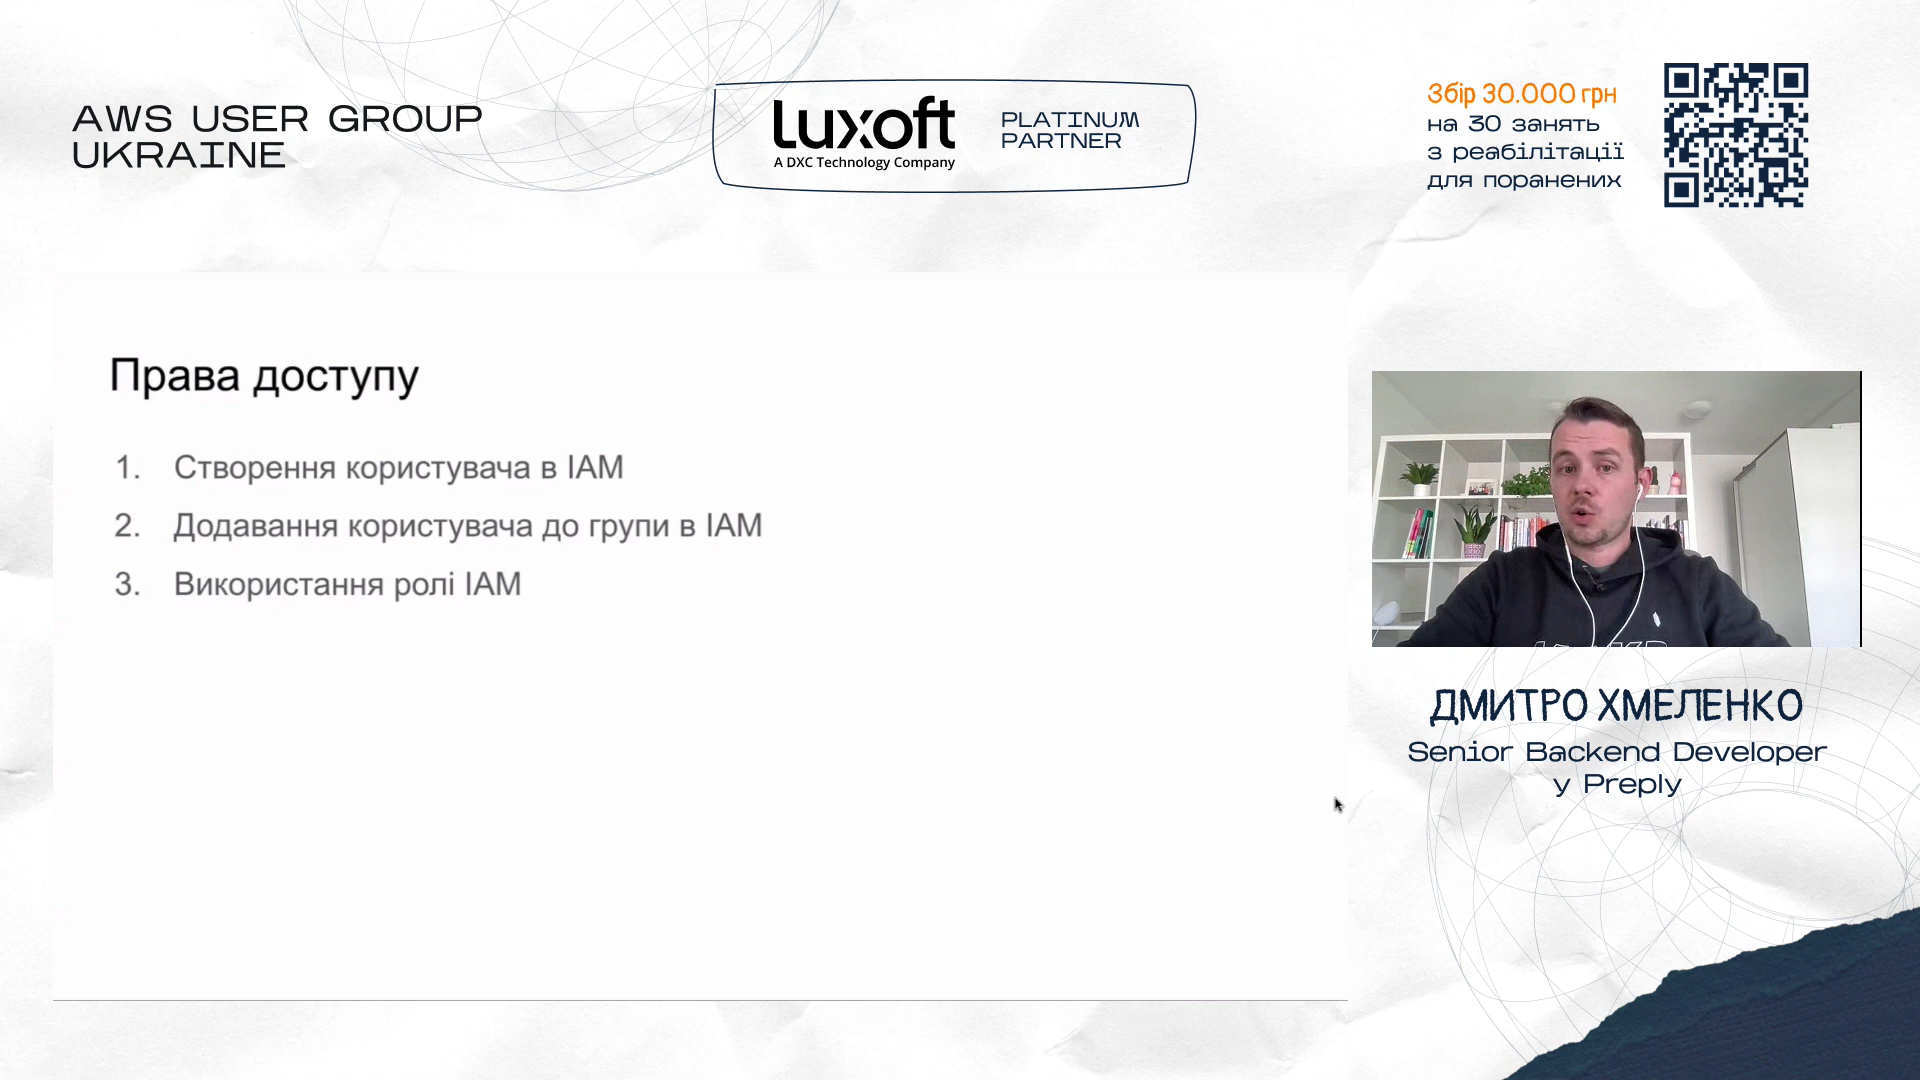 AWS USER GROUP
UKRAINE
Luxoft
A DXC Technology Company
PLATINUM
PARTNER
Збір 30.000 грн
на 30 занять
з реабілітації
для поранених
Права доступу
1. Створення користувача в IAM
2. Додавання користувача до групи в IAM
3. Використання ролі IAM
ДМИТРО ХМЕЛЕНКО
Senior Backend Developer
у Preply